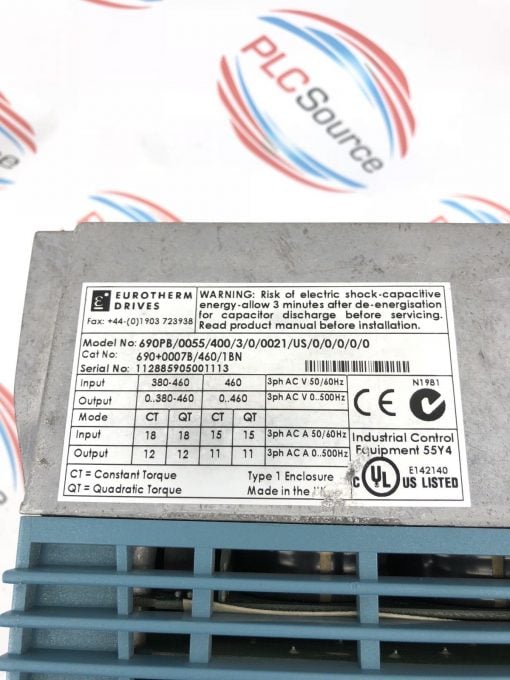 PLCSource
PLCSource
EUROTHERM DRIVES
Fax: +44-(0)1903 723938
WARNING: Risk of electric shock-capacitive
energy-allow 3 minutes after de-energisation
for capacitor discharge before servicing.
Read product manual before installation.
Model No: 690PB/0055/400/3/0/0021/US/0/0/0/0/0
Cat No: 690+0007B/460/1BN
Serial No: 112885905001113
Input 380-460 460 3ph AC V 50/60Hz
Output 0..380-460 0..460 3ph AC V 0..500Hz
Mode CT QT CT QT
Input 18 18 15 15 3ph AC A 50/60Hz
Output 12 12 11 11 3ph AC A 0..500Hz
CT = Constant Torque Type 1 Enclosure
QT = Quadratic Torque Made in the
CE N1981
Industrial Control
Equipment 55Y4
C UL US LISTED
E142140